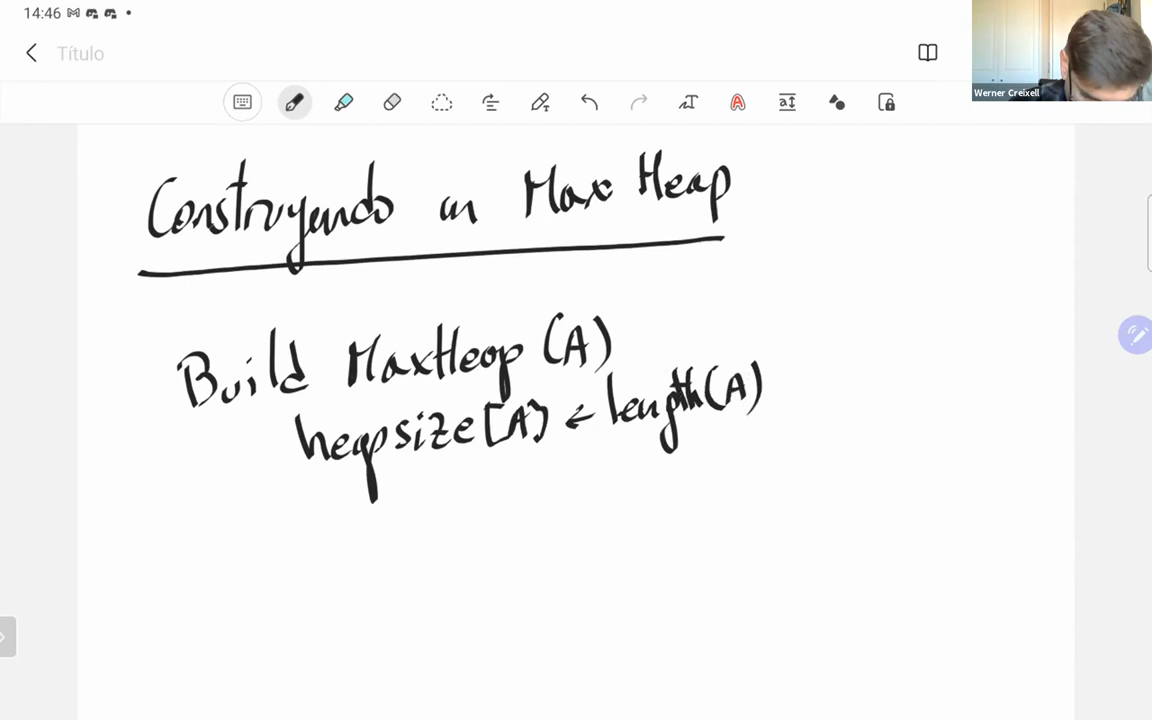 14:46
Título
Werner Creixell
Construyendo un Max Heap
Build MaxHeap (A)
heapsize[A] ← length(A)